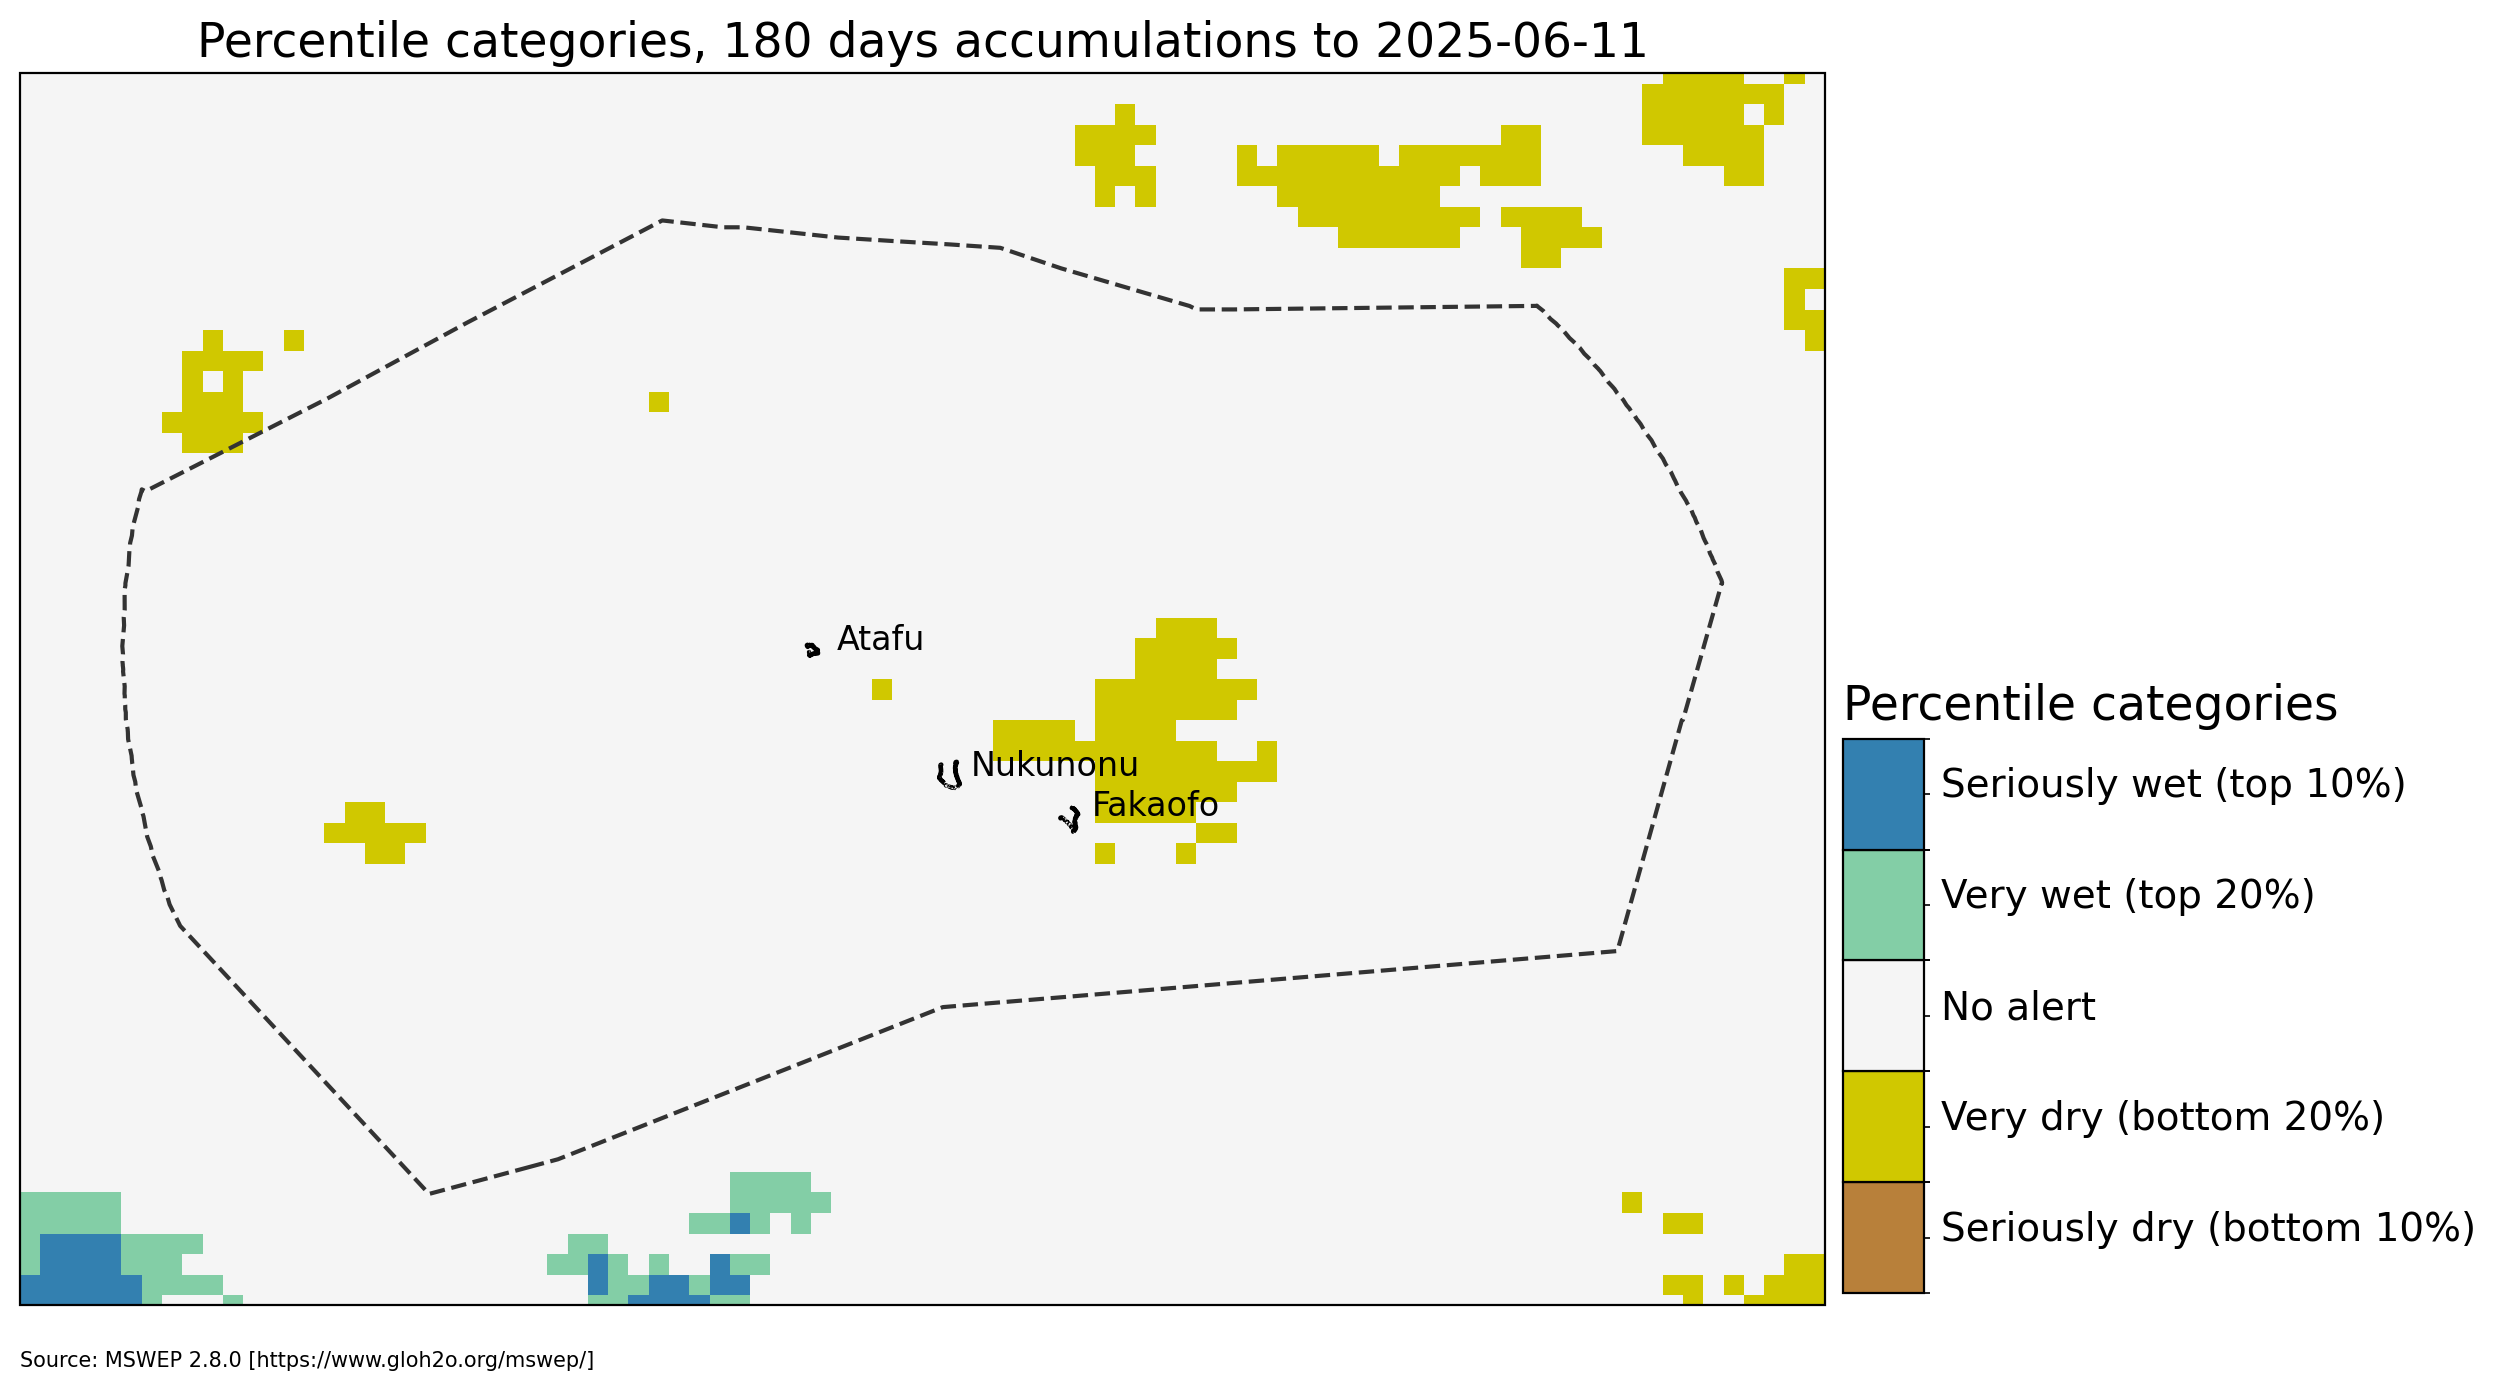 Percentile categories, 180 days accumulations to 2025-06-11
Atafu
Nukunonu
Fakaofo
Percentile categories
Seriously wet (top 10%)
Very wet (top 20%)
No alert
Very dry (bottom 20%)
Seriously dry (bottom 10%)
Source: MSWEP 2.8.0 [https://www.gloh2o.org/mswep/]